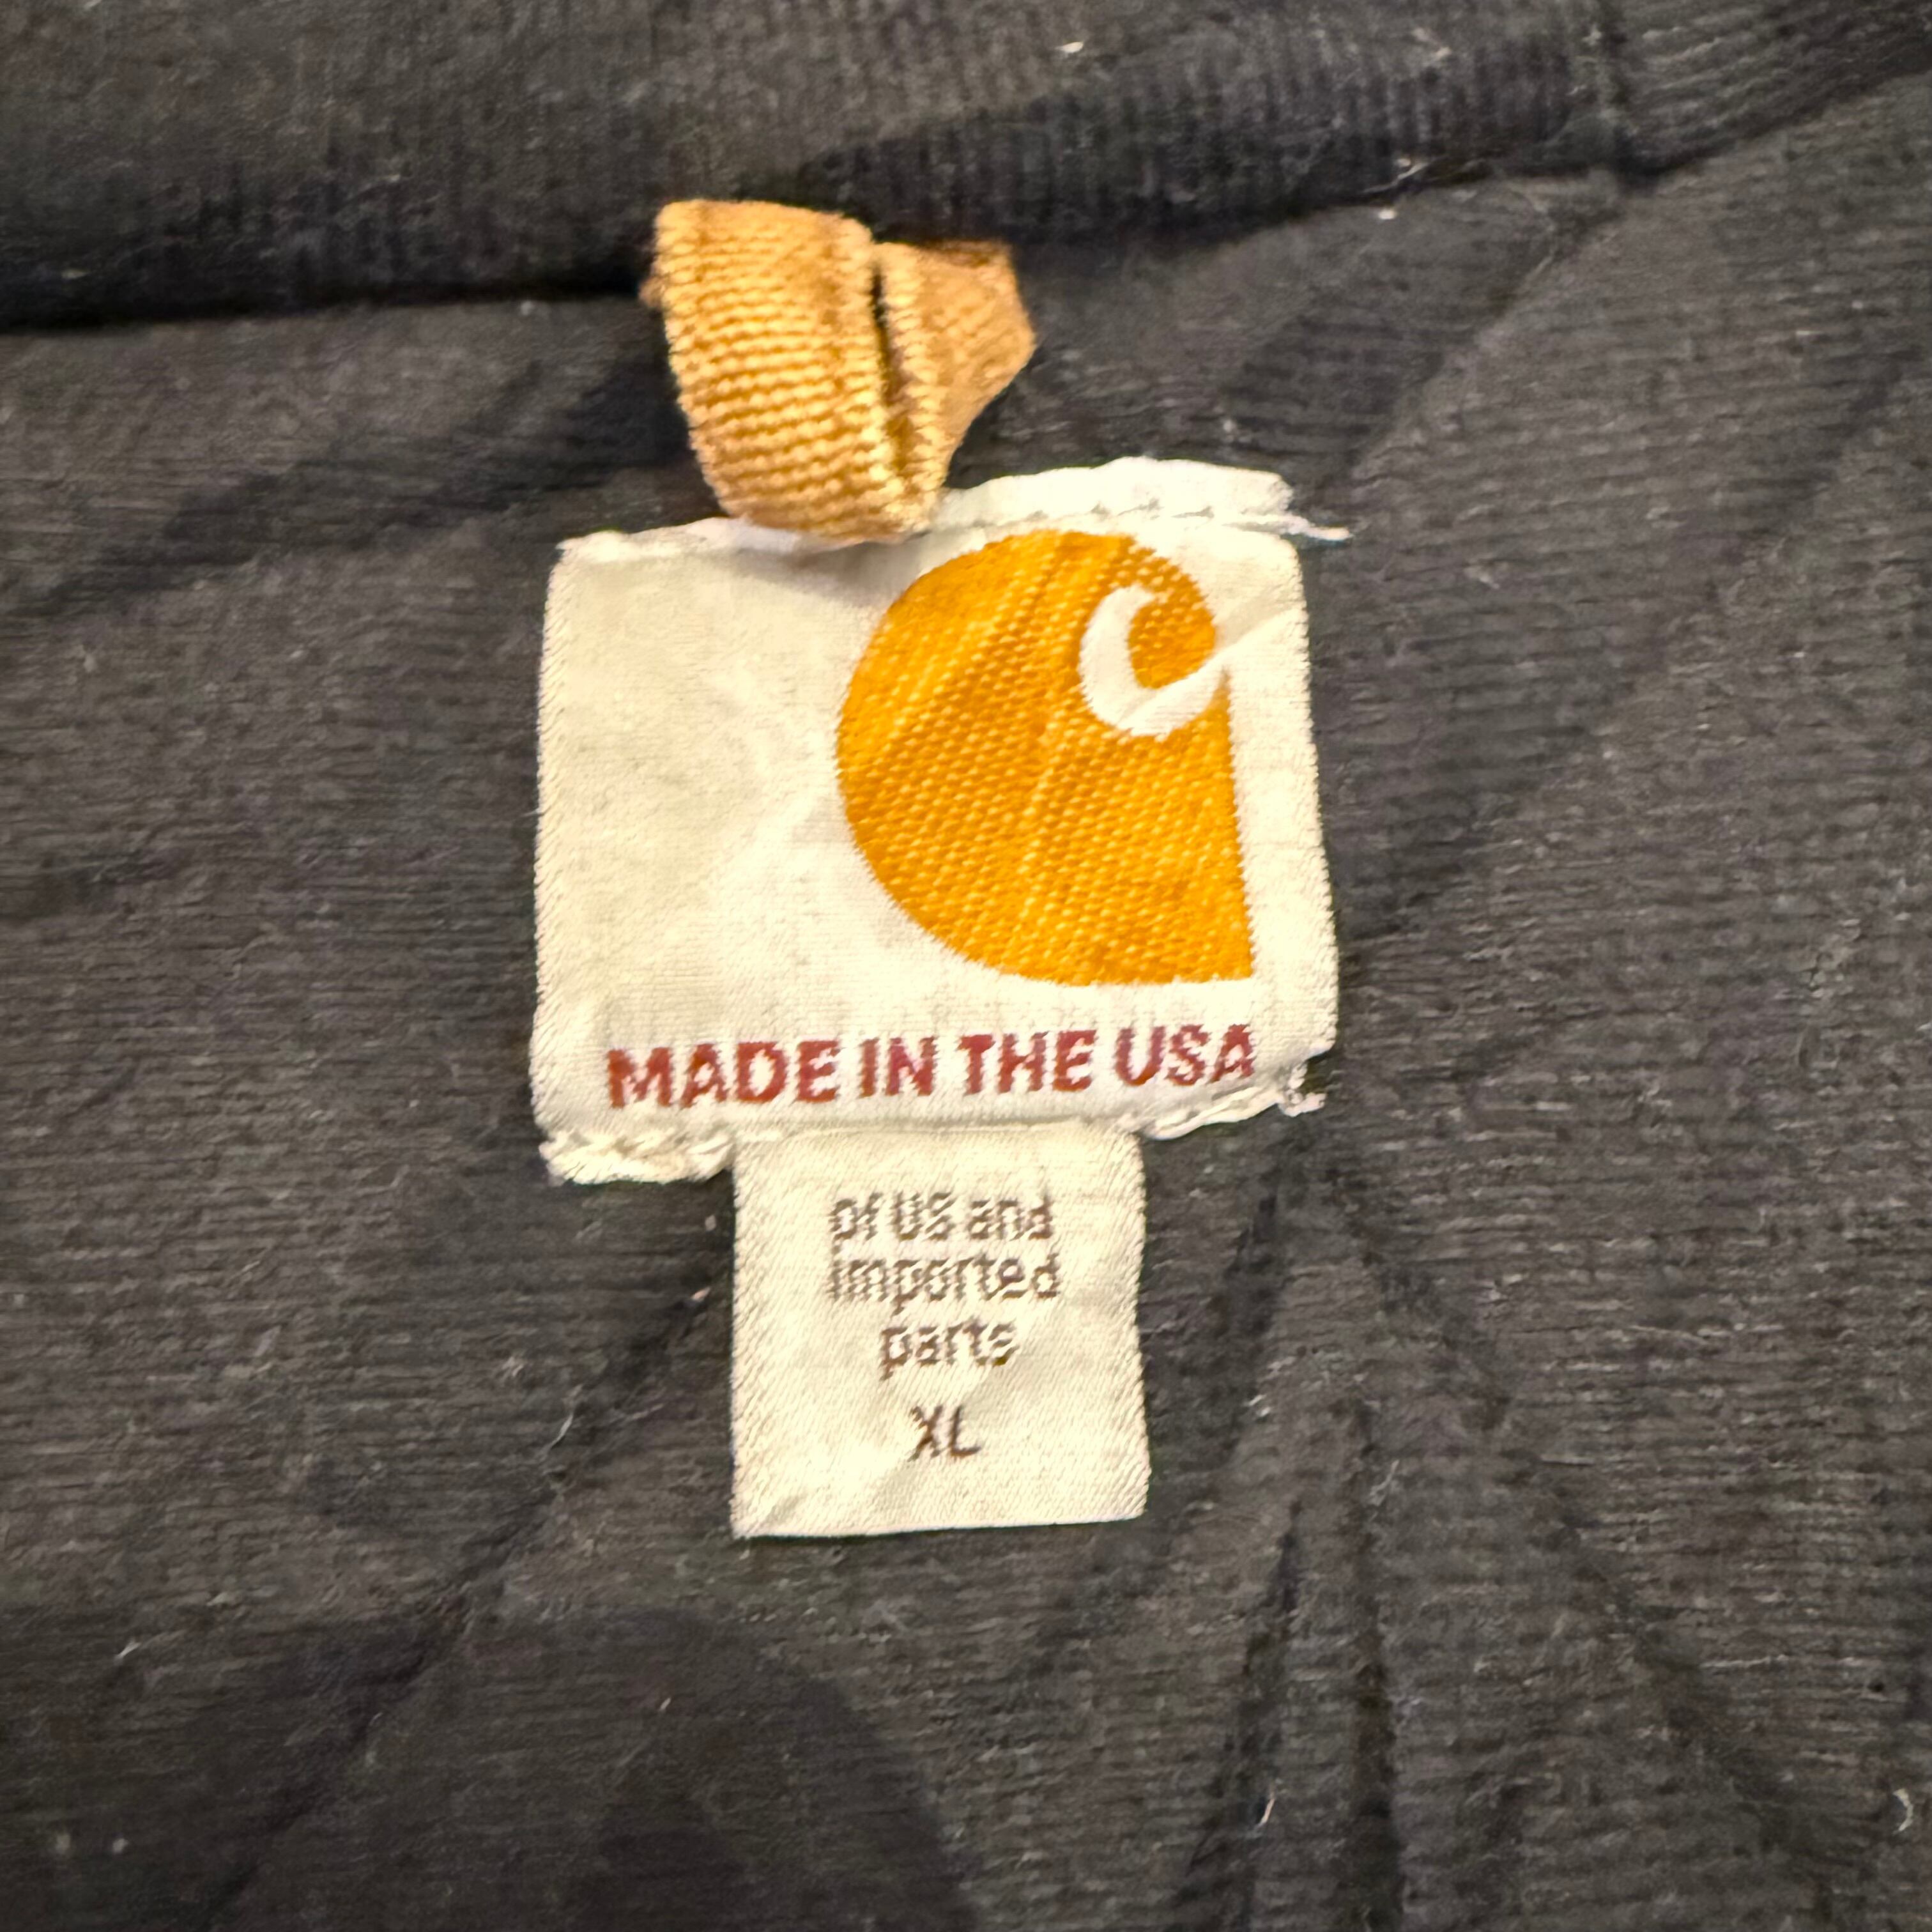 MADE IN THE USA
of US and
imported
parts
XL